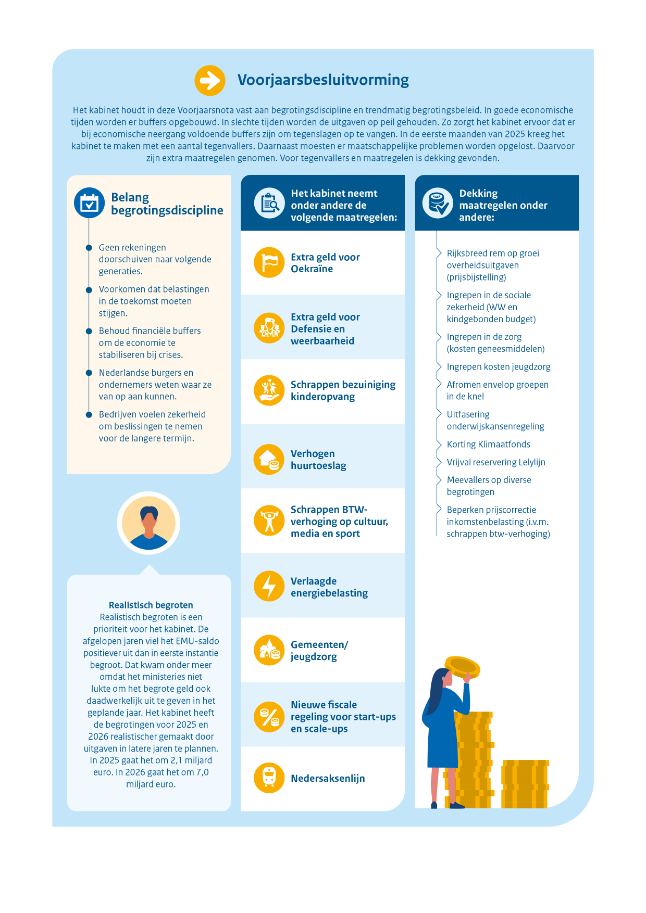 Voorjaarsbesluitvorming
Het kabinet houdt in deze Voorjaarsnota vast aan begrotingsdiscipline en trendmatig begrotingsbeleid. In goede economische
tijden worden er buffers opgebouwd. In slechte tijden worden de uitgaven op peil gehouden. Zo zorgt het kabinet ervoor dat er
bij economische neergang voldoende buffers zijn om tegenslagen op te vangen. In de eerste maanden van 2025 kreeg het
kabinet te maken met een aantal tegenvallers. Daarnaast moesten er maatschappelijke problemen worden opgelost. Daarvoor
zijn extra maatregelen genomen. Voor tegenvallers en maatregelen is dekking gevonden.
Belang
begrotingsdiscipline
Geen rekeningen
doorschuiven naar volgende
generaties.
Voorkomen dat belastingen
in de toekomst moeten
stijgen.
Behoud financiële buffers
om de economie te
stabiliseren bij crises.
Nederlandse burgers en
ondernemers weten waar ze
van op aan kunnen.
Bedrijven voelen zekerheid
om beslissingen te nemen
voor de langere termijn.
Realistisch begroten
Realistisch begroten is een
prioriteit voor het kabinet. De
afgelopen jaren viel het EMU-saldo
positiever uit dan in eerste instantie
begroot. Dat kwam onder meer
omdat het ministeries niet
lukte om het begrote geld ook
daadwerkelijk uit te geven in het
geplande jaar. Het kabinet heeft
de begrotingen voor 2025 en
2026 realistischer gemaakt door
uitgaven in latere jaren te plannen.
In 2025 gaat het om 2,1 miljard
euro. In 2026 gaat het om 7,0
miljard euro.
Het kabinet neemt
onder andere de
volgende maatregelen:
Extra geld voor
Oekraïne
Extra geld voor
Defensie en
weerbaarheid
Schrappen bezuiniging
kinderopvang
Verhogen
huurtoeslag
Schrappen BTW-
verhoging op cultuur,
media en sport
Verlaagde
energiebelasting
Gemeenten/
jeugdzorg
Nieuwe fiscale
regeling voor start-ups
en scale-ups
Nedersaksenlijn
Dekking
maatregelen onder
andere:
Rijksbreed rem op groei
overheidsuitgaven
(prijsbijstelling)
Ingrepen in de sociale
zekerheid (WW en
kindgebonden budget)
Ingrepen in de zorg
(kosten geneesmiddelen)
Ingrepen kosten jeugdzorg
Afromen envelop groepen
in de knel
Uitfasering
onderwijskansenregeling
Korting Klimaatfonds
Vrijval reservering Lelylijn
Meevallers op diverse
begrotingen
Beperken prijscorrectie
inkomstenbelasting (i.v.m.
schrappen btw-verhoging)